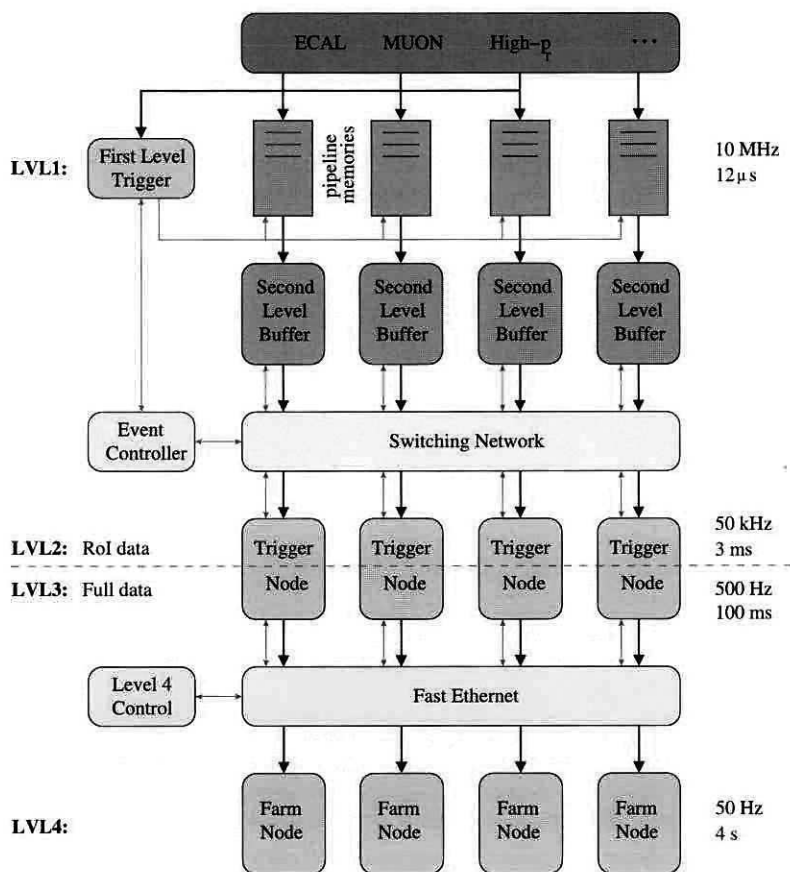 ECAL MUON High-pT ...
LVL1: First Level
Trigger
pipeline
memories
10 MHz
12μs
Second
Level
Buffer
Second
Level
Buffer
Second
Level
Buffer
Second
Level
Buffer
Event
Controller
Switching Network
LVL2: RoI data
LVL3: Full data
Trigger
Node
Trigger
Node
Trigger
Node
Trigger
Node
50 kHz
3 ms
500 Hz
100 ms
Level 4
Control
Fast Ethernet
LVL4:
Farm
Node
Farm
Node
Farm
Node
Farm
Node
50 Hz
4 s